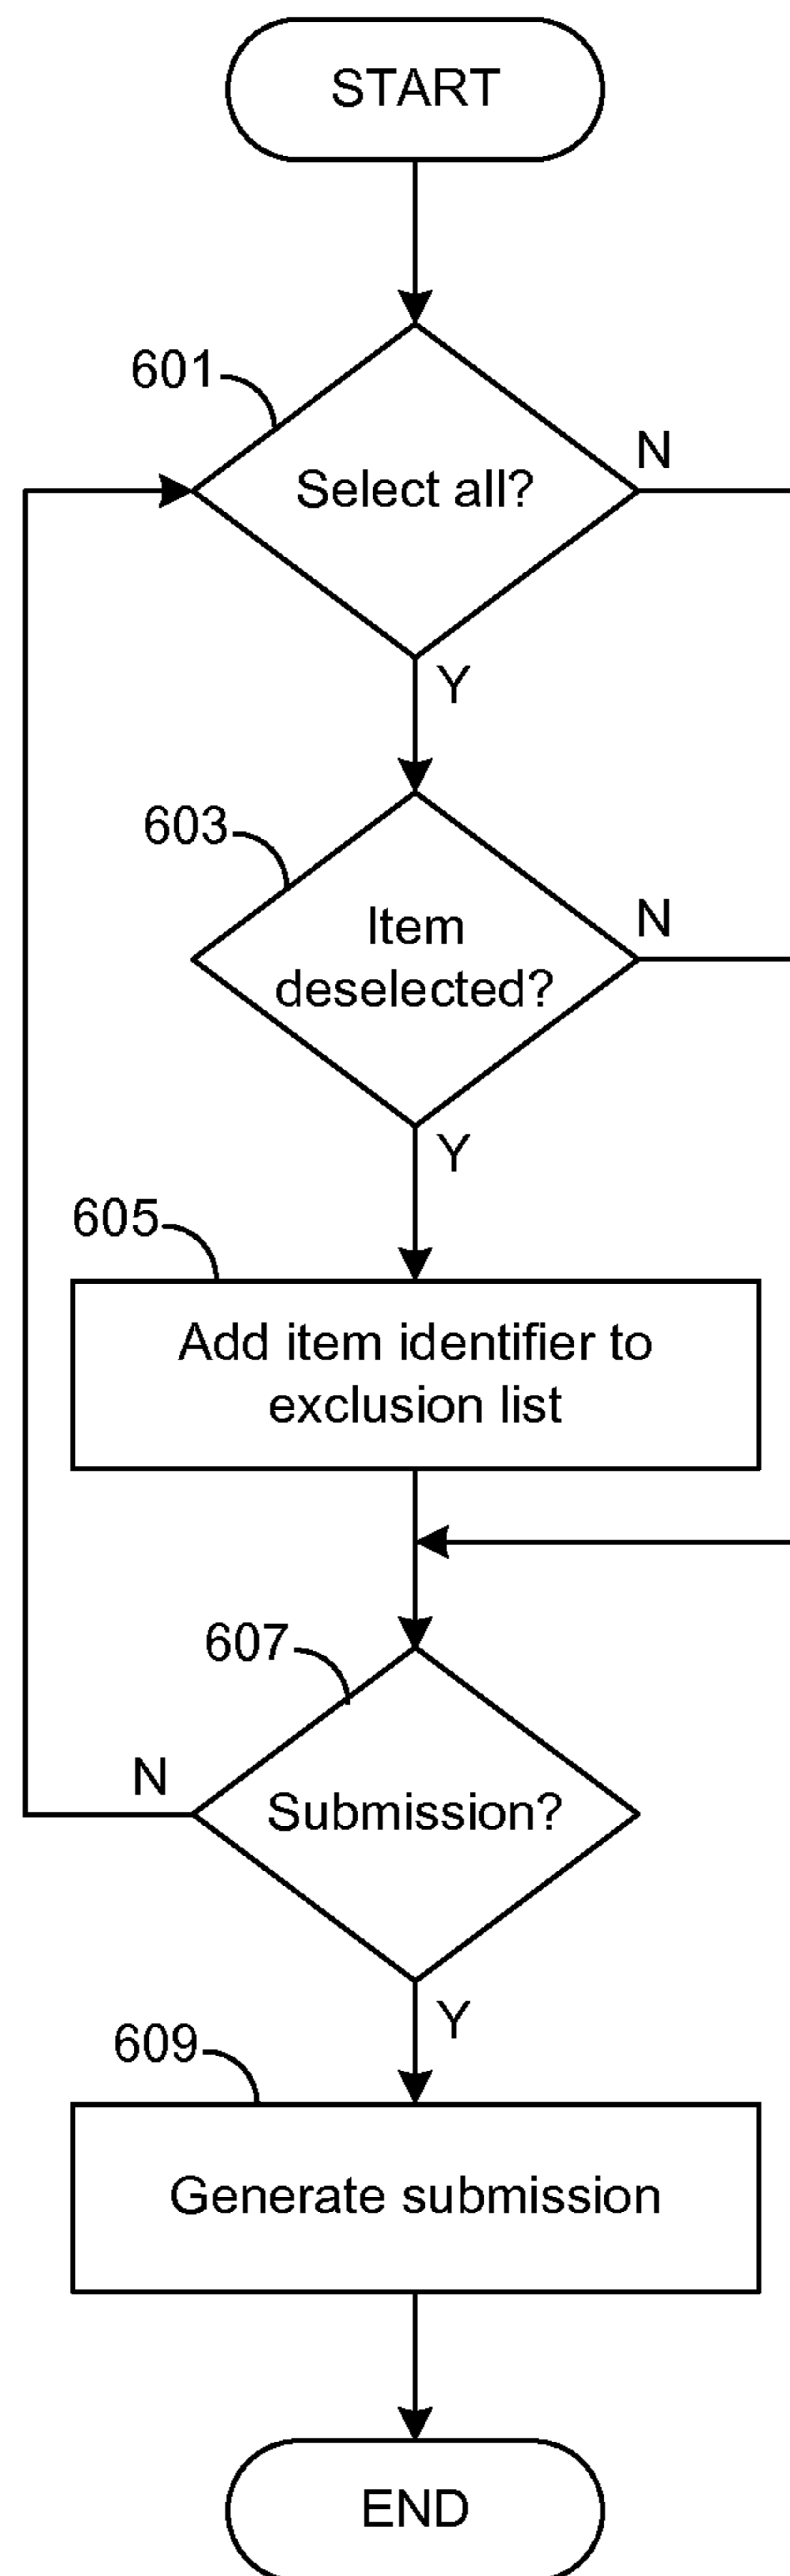 START
601
Select all?
N
Y
603
Item
deselected?
N
Y
605
Add item identifier to
exclusion list
607
N
Submission?
Y
609
Generate submission
END